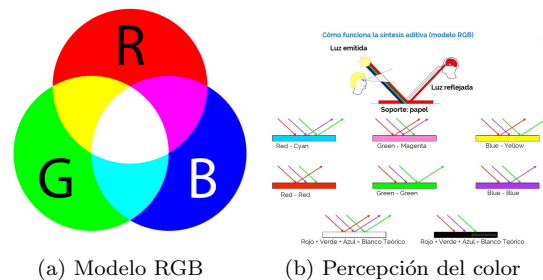 R
G
B
(a) Modelo RGB
Cómo funciona la síntesis aditiva (modelo RGB)
Luz emitida
Luz reflejada
Soporte: papel
Red - Cyan
Green - Magenta
Blue - Yellow
Red - Red
Green - Green
Blue - Blue
Rojo + Verde + Azul = Blanco Teórico
Rojo + Verde + Azul = Blanco Teórico
(b) Percepción del color